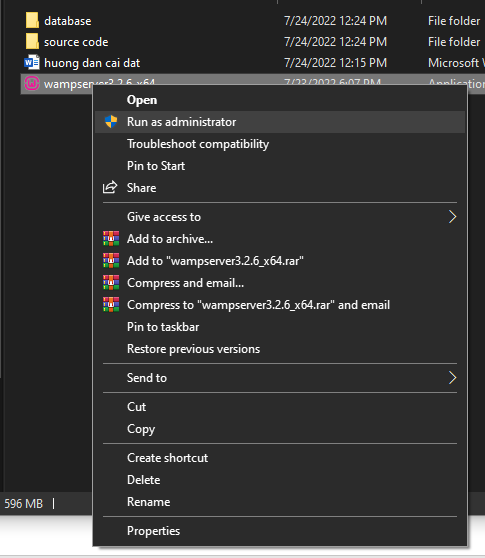 database 7/24/2022 12:24 PM File folder
source code 7/24/2022 12:24 PM File folder
huong dan cai dat 7/24/2022 12:15 PM Microsoft W
wampserver3.2.6_x64 7/23/2022 6:07 PM Application
Open
Run as administrator
Troubleshoot compatibility
Pin to Start
Share
Give access to
Add to archive...
Add to "wampserver3.2.6_x64.rar"
Compress and email...
Compress to "wampserver3.2.6_x64.rar" and email
Pin to taskbar
Restore previous versions
Send to
Cut
Copy
Create shortcut
Delete
Rename
596 MB
Properties